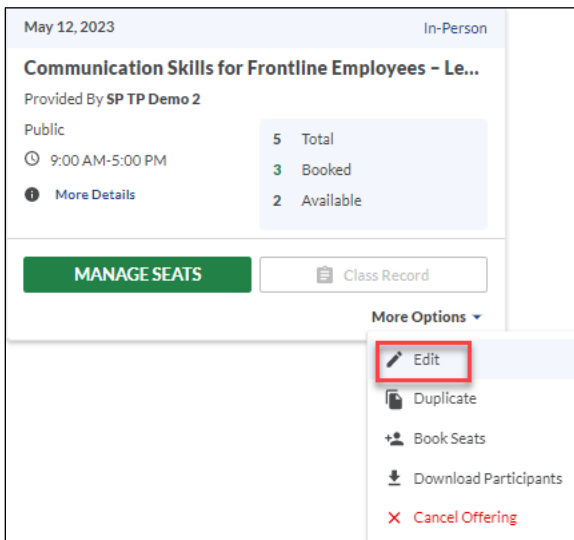 May 12, 2023 In-Person
Communication Skills for Frontline Employees – Le...
Provided By SP TP Demo 2
Public
9:00 AM-5:00 PM
More Details
5 Total
3 Booked
2 Available
MANAGE SEATS
Class Record
More Options
Edit
Duplicate
Book Seats
Download Participants
Cancel Offering